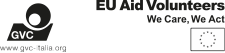 GVC
www.gvc-italia.org
EU Aid Volunteers
We Care, We Act